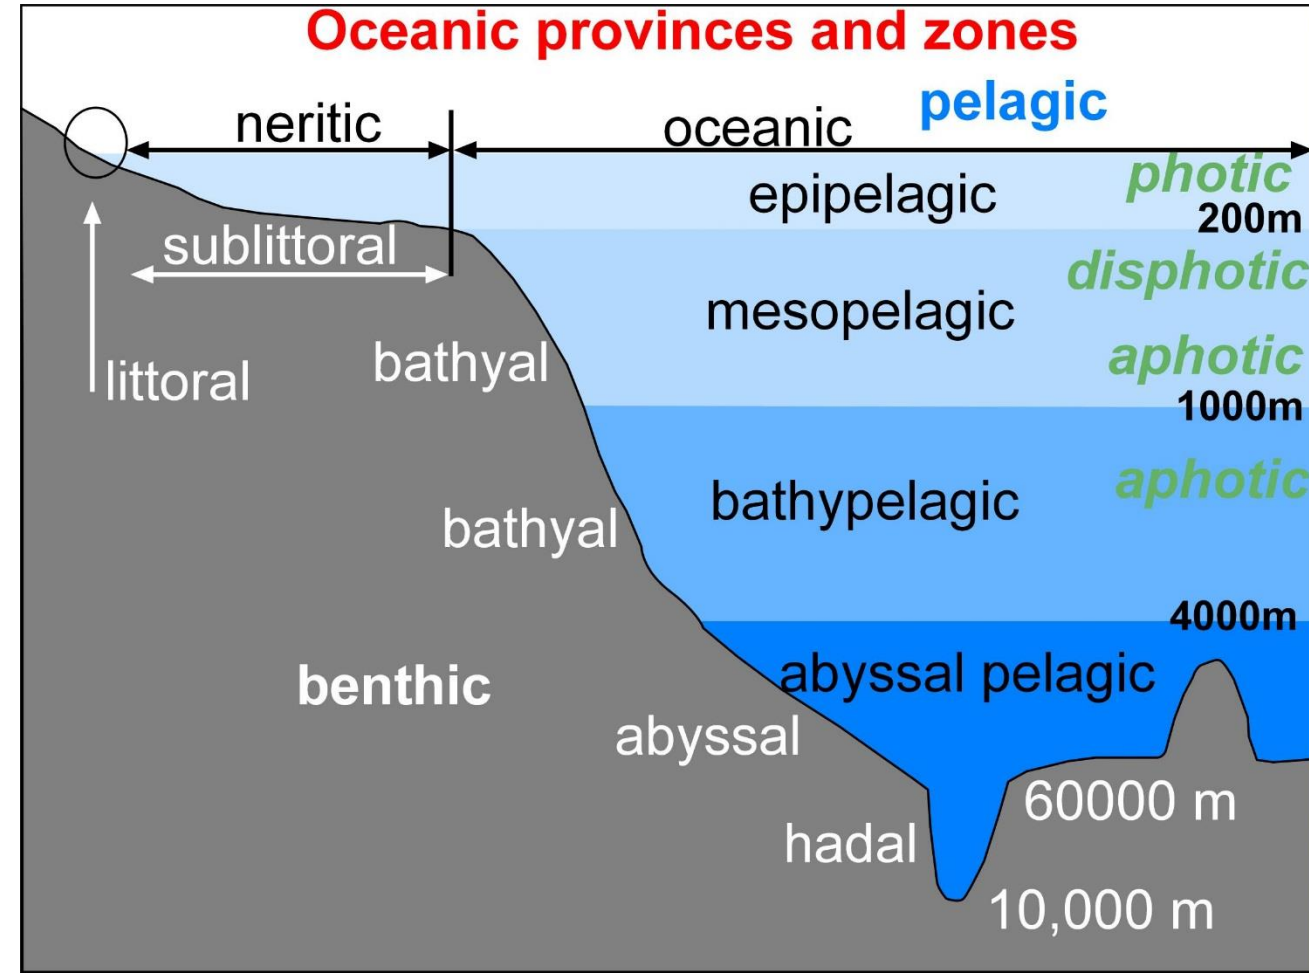 Oceanic provinces and zones
pelagic
neritic
oceanic
photic
epipelagic
200m
sublittoral
disphotic
mesopelagic
bathyal
aphotic
littoral
1000m
aphotic
bathypelagic
bathyal
4000m
benthic
abyssal pelagic
abyssal
60000 m
hadal
10,000 m